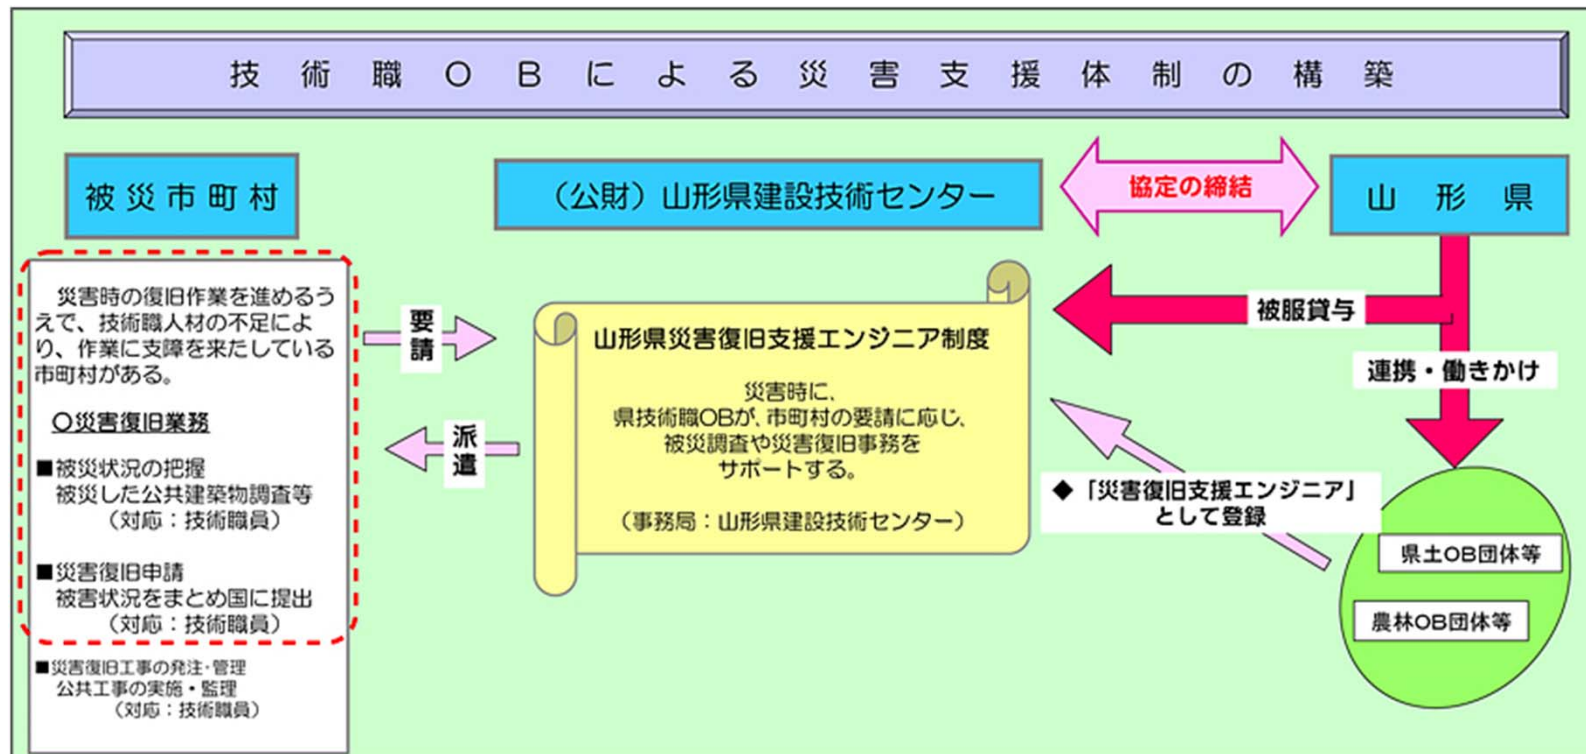 技術職OBによる災害支援体制の構築
被災市町村
(公財)山形県建設技術センター
協定の締結
山形県
災害時の復旧作業を進めるう
えで、技術職人材の不足によ
り、作業に支障を来たしている
市町村がある。
〇災害復旧業務
■被災状況の把握
被災した公共建築物調査等
(対応:技術職員)
■災害復旧申請
被害状況をまとめ国に提出
(対応:技術職員)
■災害復旧工事の発注・管理
公共工事の実施・監理
(対応:技術職員)
要請
派遣
山形県災害復旧支援エンジニア制度
災害時に、
県技術職OBが、市町村の要請に応じ、
被災調査や災害復旧事務を
サポートする。
(事務局:山形県建設技術センター)
被服貸与
連携・働きかけ
◆「災害復旧支援エンジニア」
として登録
県土OB団体等
農林OB団体等